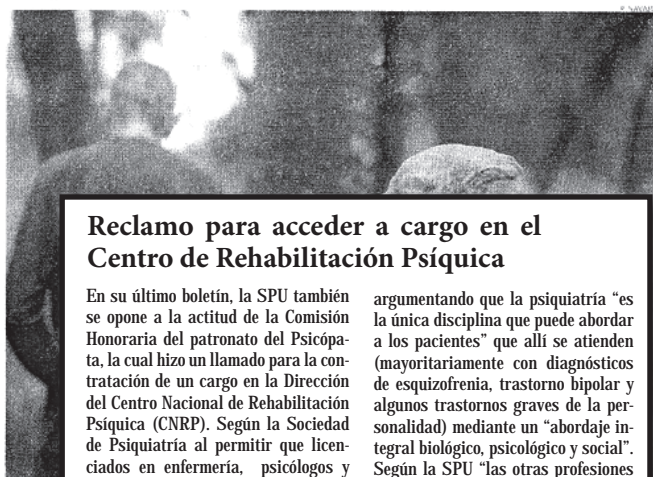 Reclamo para acceder a cargo en el
Centro de Rehabilitación Psíquica
En su último boletín, la SPU también
se opone a la actitud de la Comisión
Honoraria del patronato del Psicópa-
ta, la cual hizo un llamado para la con-
tratación de un cargo en la Dirección
del Centro Nacional de Rehabilitación
Psíquica (CNRP). Según la Sociedad
de Psiquiatría al permitir que licen-
ciados en enfermería, psicólogos y
argumentando que la psiquiatría “es
la única disciplina que puede abordar
a los pacientes” que allí se atienden
(mayoritariamente con diagnósticos
de esquizofrenia, trastorno bipolar y
algunos trastornos graves de la per-
sonalidad) mediante un “abordaje in-
tegral biológico, psicológico y social”.
Según la SPU “las otras profesiones